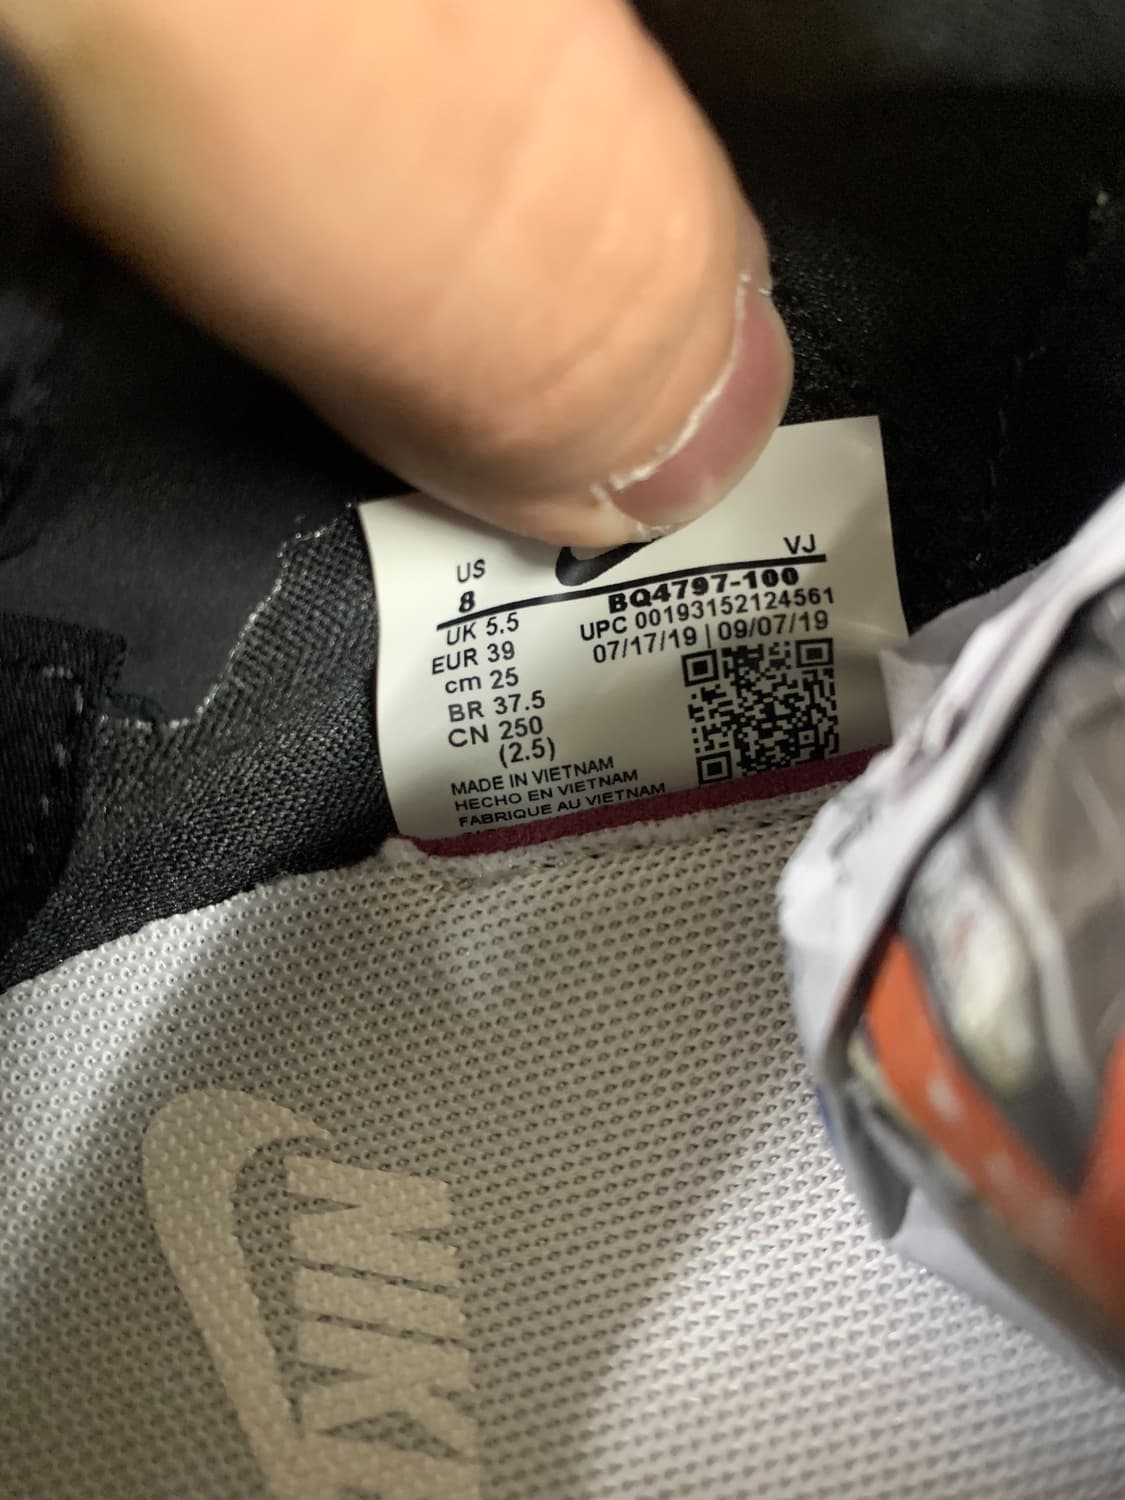 US
8
UK 5.5
EUR 39
cm 25
BR 37.5
CN 250
(2.5)
MADE IN VIETNAM
HECHO EN VIETNAM
FABRIQUE AU VIETNAM
VJ
BQ4797-100
UPC 00193152124561
07/17/19 | 09/07/19
NIKE